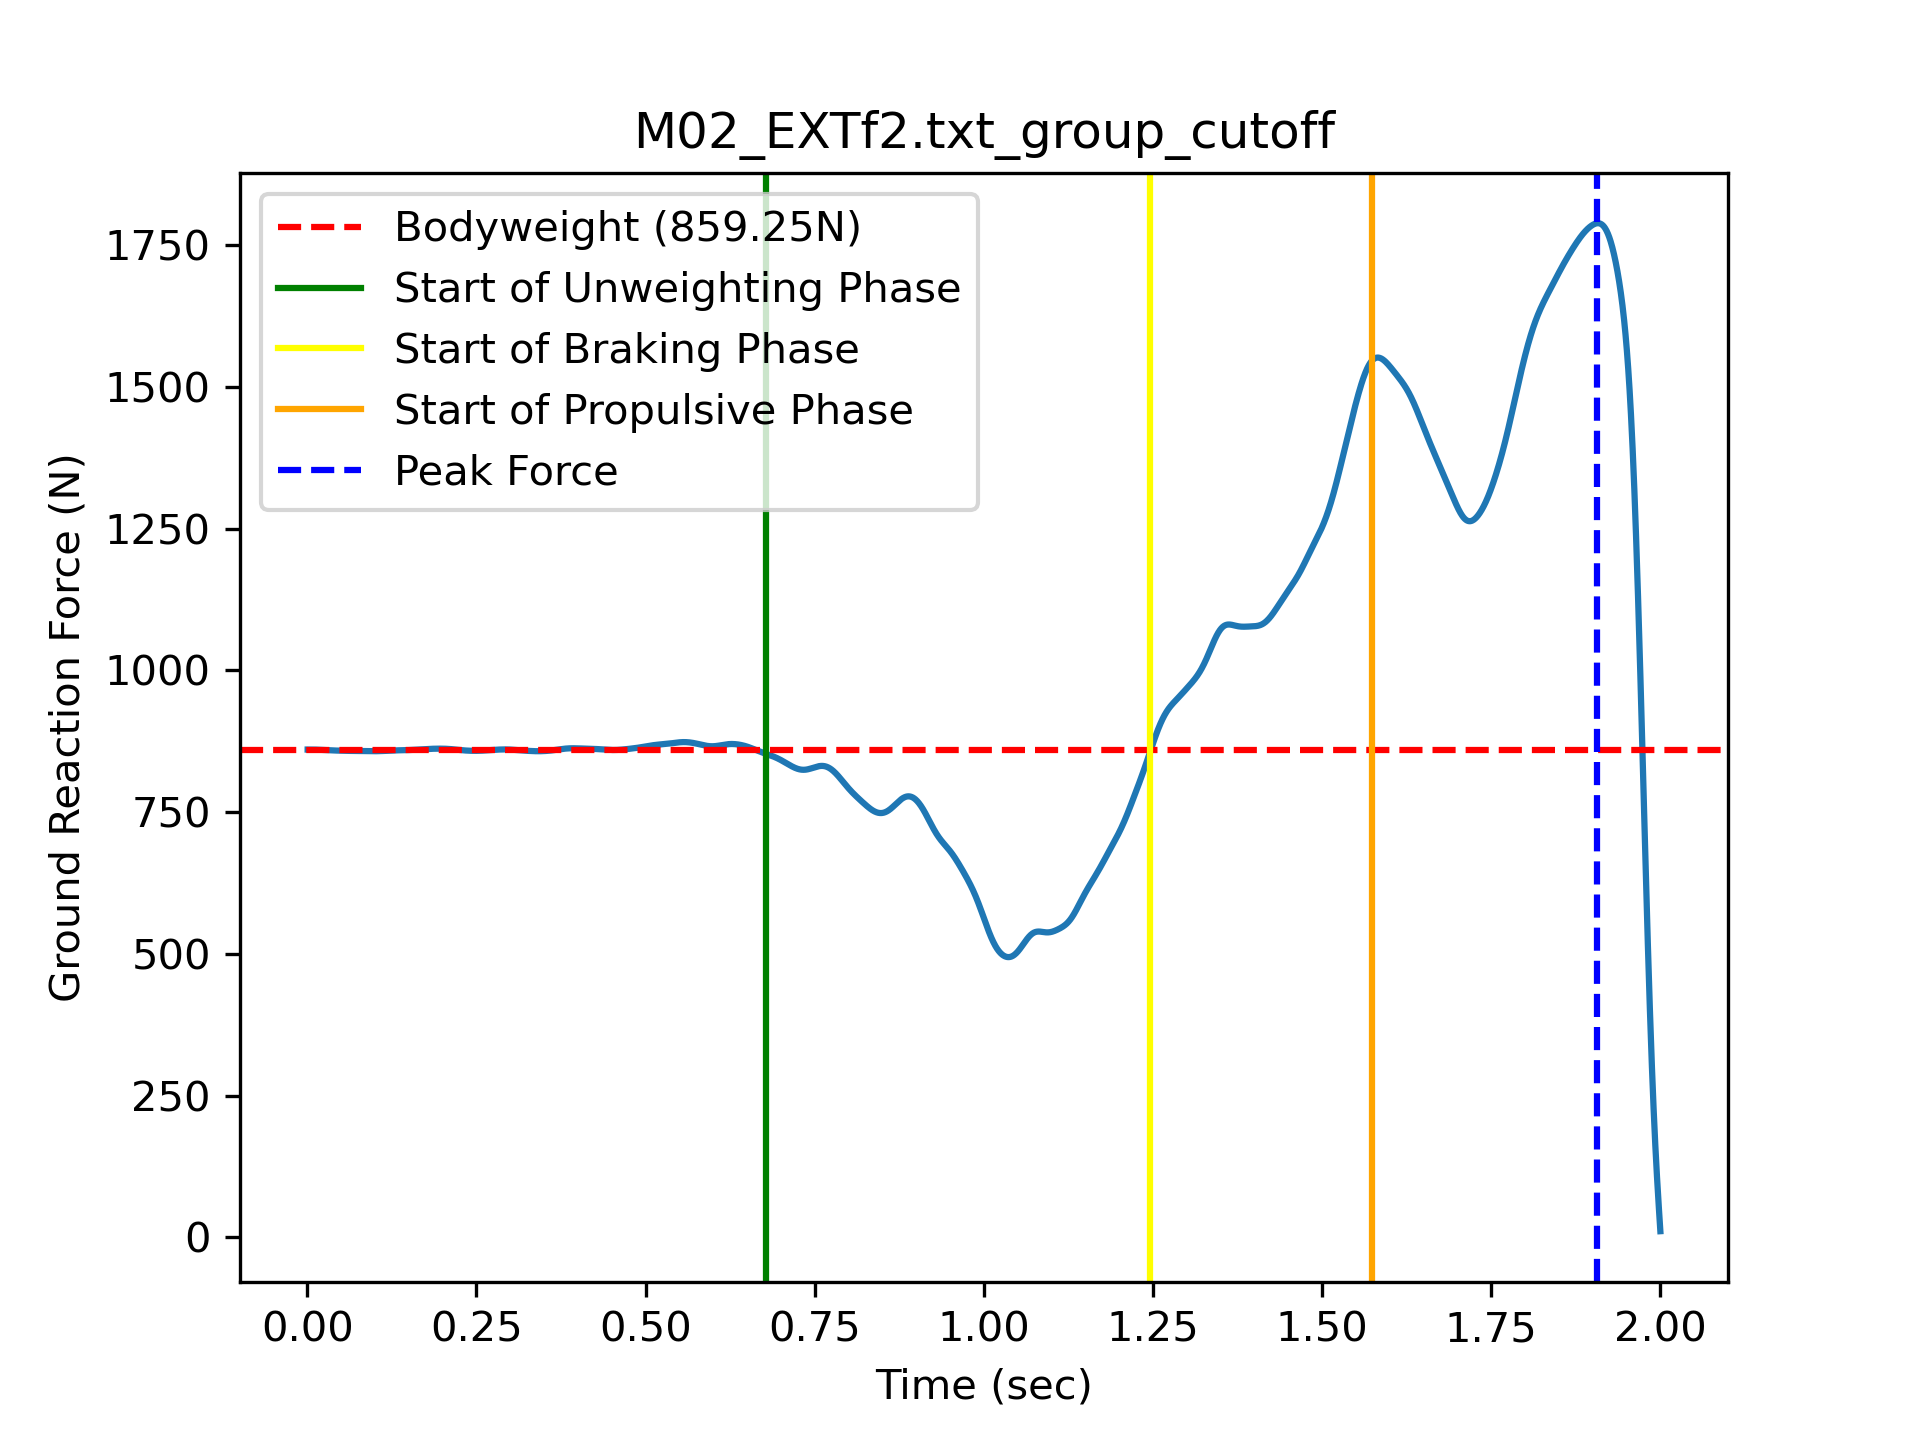 M02_EXTf2.txt_group_cutoff
Bodyweight (859.25N)
Start of Unweighting Phase
Start of Braking Phase
Start of Propulsive Phase
Peak Force
Ground Reaction Force (N)
1750
1500
1250
1000
750
500
250
0
0.00 0.25 0.50 0.75 1.00 1.25 1.50 1.75 2.00
Time (sec)